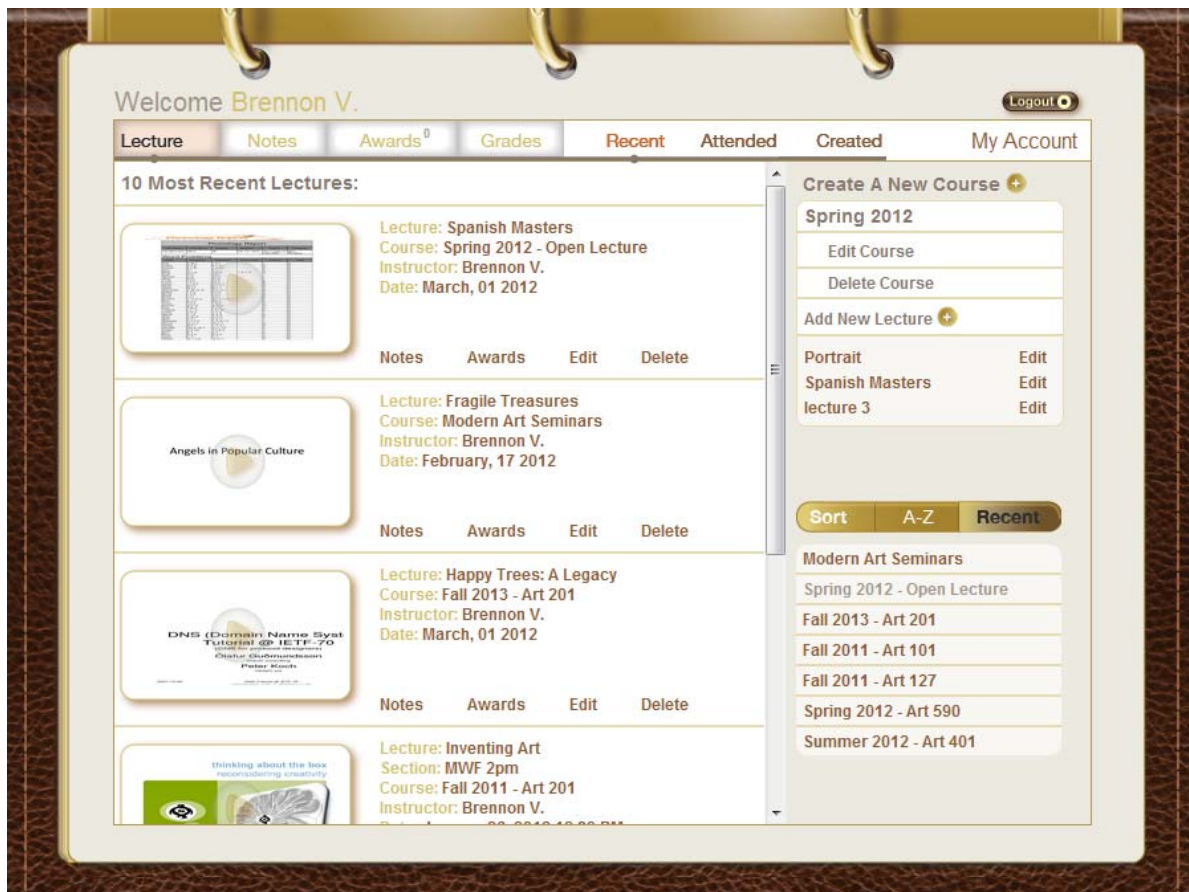 Welcome Brennon V.
Logout
Lecture Notes Awards 0 Grades Recent Attended Created My Account
10 Most Recent Lectures:
Lecture: Spanish Masters
Course: Spring 2012 - Open Lecture
Instructor: Brennon V.
Date: March, 01 2012
Notes Awards Edit Delete
Angels in Popular Culture
Lecture: Fragile Treasures
Course: Modern Art Seminars
Instructor: Brennon V.
Date: February, 17 2012
Notes Awards Edit Delete
DNS (Domain Name Syst
Tutorial @ IETF-70
Ólafur Guðmundsson
Peter Koch
Lecture: Happy Trees: A Legacy
Course: Fall 2013 - Art 201
Instructor: Brennon V.
Date: March, 01 2012
Notes Awards Edit Delete
thinking about the box
reconsidering creativity
Lecture: Inventing Art
Section: MWF 2pm
Course: Fall 2011 - Art 201
Instructor: Brennon V.
Create A New Course
Spring 2012
Edit Course
Delete Course
Add New Lecture
Portrait Edit
Spanish Masters Edit
lecture 3 Edit
Sort A-Z Recent
Modern Art Seminars
Spring 2012 - Open Lecture
Fall 2013 - Art 201
Fall 2011 - Art 101
Fall 2011 - Art 127
Spring 2012 - Art 590
Summer 2012 - Art 401